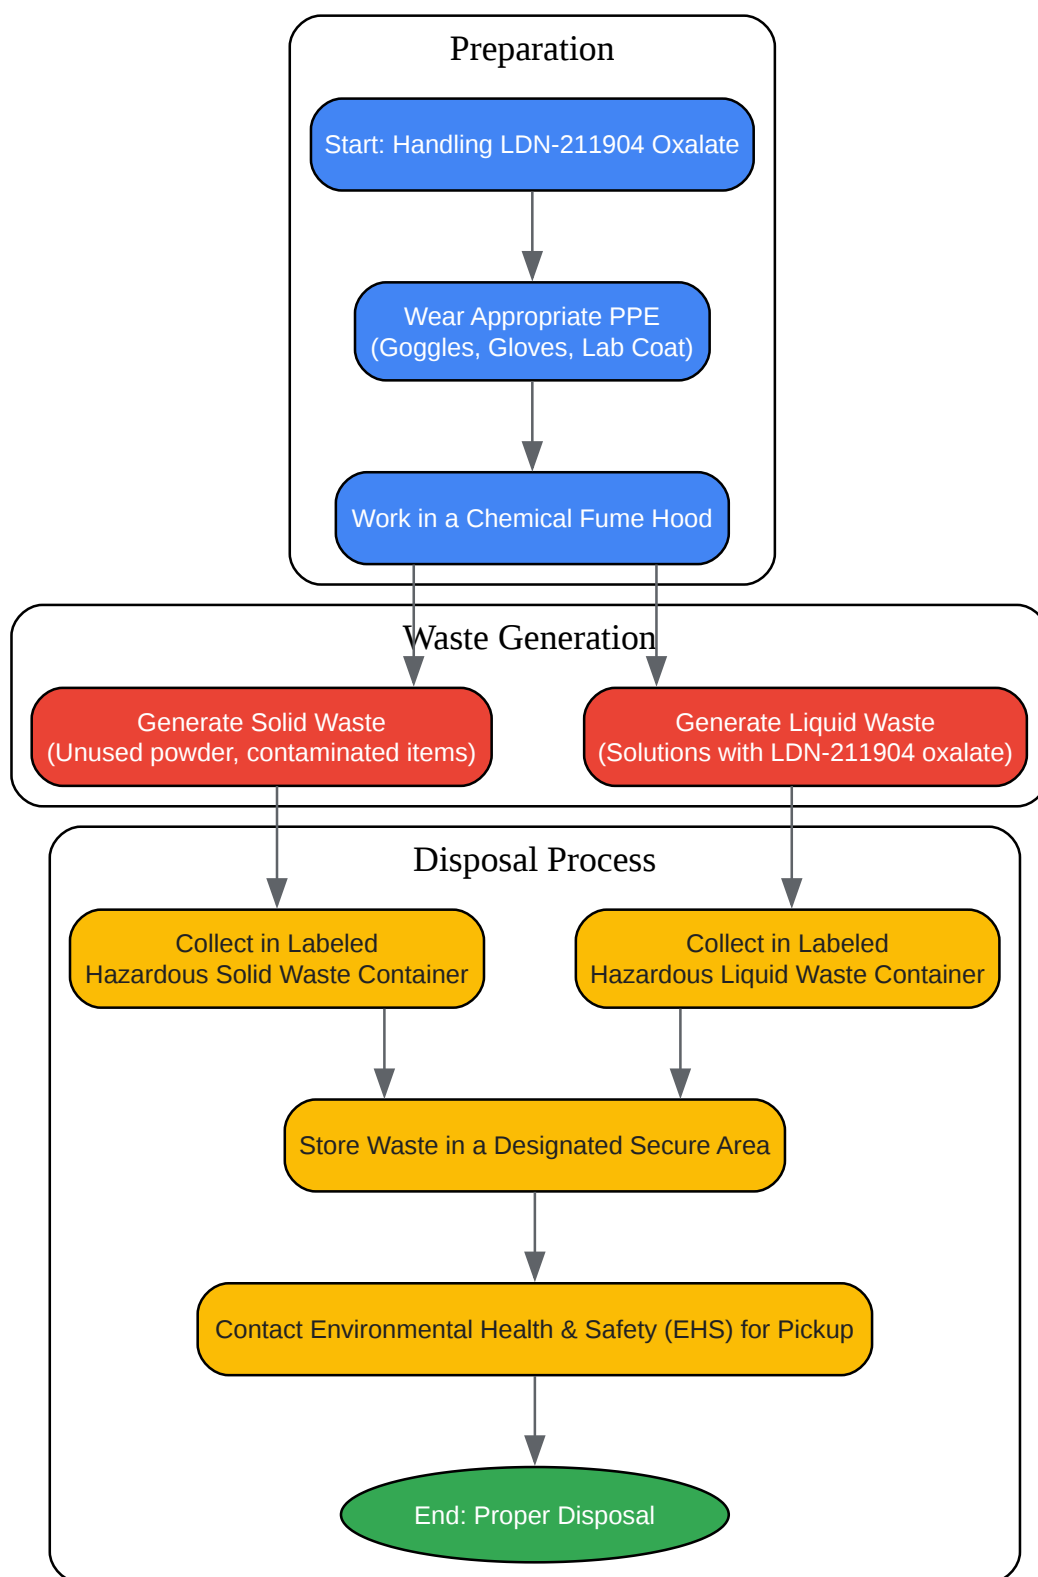 Preparation
Start: Handling LDN-211904 Oxalate
Wear Appropriate PPE
(Goggles, Gloves, Lab Coat)
Work in a Chemical Fume Hood
Waste Generation
Generate Solid Waste
(Unused powder, contaminated items)
Generate Liquid Waste
(Solutions with LDN-211904 oxalate)
Disposal Process
Collect in Labeled
Hazardous Solid Waste Container
Collect in Labeled
Hazardous Liquid Waste Container
Store Waste in a Designated Secure Area
Contact Environmental Health & Safety (EHS) for Pickup
End: Proper Disposal